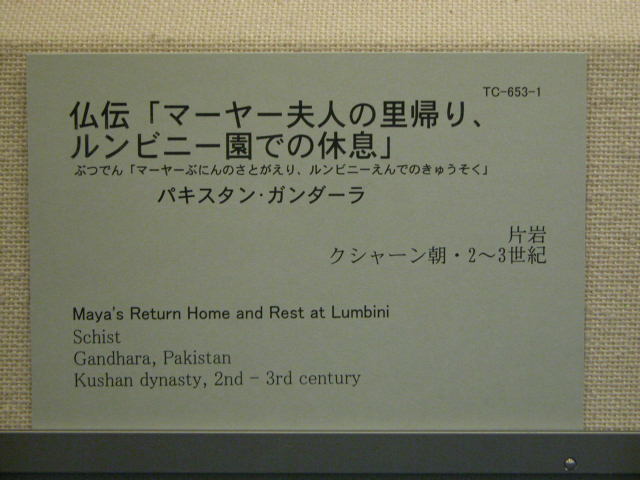 TC-653-1
仏伝「マーヤー夫人の里帰り、
ルンビニー園での休息」
ぶつでん「マーヤーぶにんのさとがえり、ルンビニーえんでのきゅうそく」
パキスタン・ガンダーラ
片岩
クシャーン朝・2～3世紀
Maya's Return Home and Rest at Lumbini
Schist
Gandhara, Pakistan
Kushan dynasty, 2nd - 3rd century